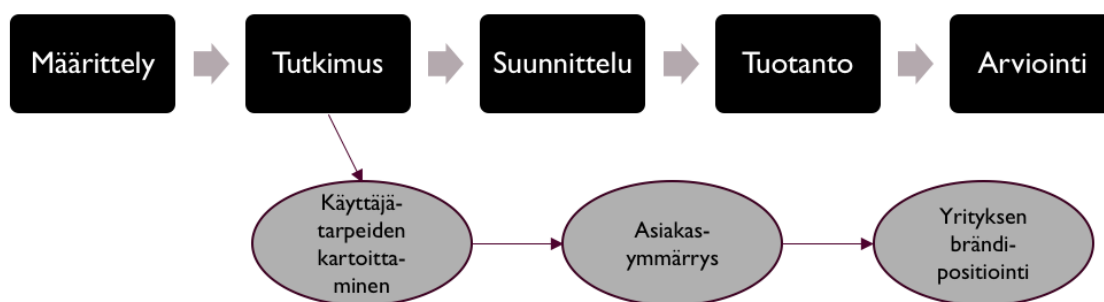 Määrittely
Tutkimus
Suunnittelu
Tuotanto
Arviointi
Käyttäjä-
tarpeiden
kartoitta-
minen
Asiakas-
ymmärrys
Yrityksen
brändi-
positiointi